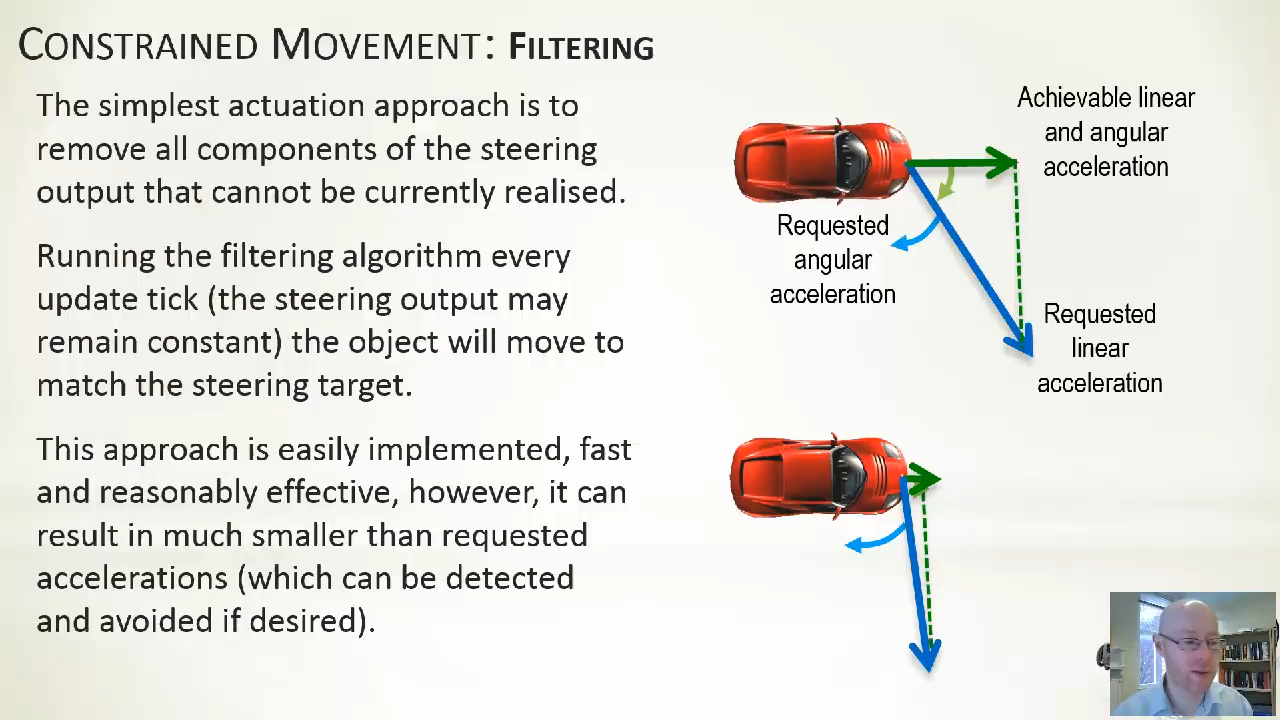 CONSTRAINED MOVEMENT: FILTERING
The simplest actuation approach is to
remove all components of the steering
output that cannot be currently realised.
Running the filtering algorithm every
update tick (the steering output may
remain constant) the object will move to
match the steering target.
This approach is easily implemented, fast
and reasonably effective, however, it can
result in much smaller than requested
accelerations (which can be detected
and avoided if desired).
Achievable linear
and angular
acceleration
Requested
angular
acceleration
Requested
linear
acceleration